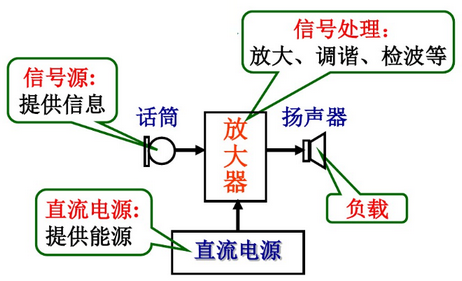 信号处理:
放大、调谐、检波等
信号源:
提供信息
话筒
放大器
扬声器
直流电源:
提供能源
负载
直流电源